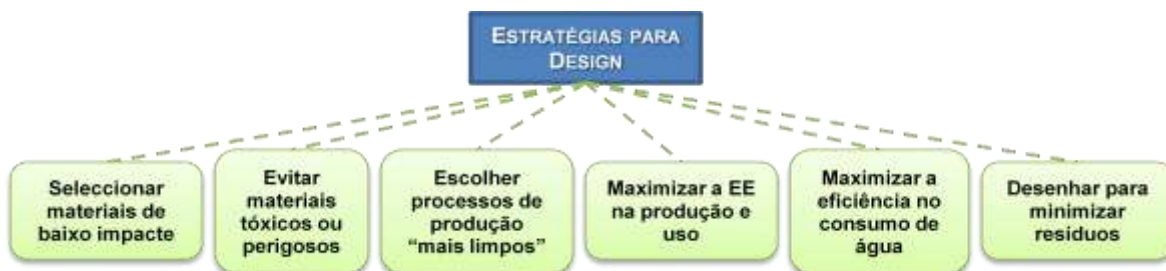 ESTRATÉGIAS PARA
DESIGN
Seleccionar
materiais de
baixo impacte
Evitar
materiais
tóxicos ou
perigosos
Escolher
processos de
produção
“mais limpos”
Maximizar a EE
na produção e
uso
Maximizar a
eficiência no
consumo de
água
Desenhar para
minimizar
resíduos